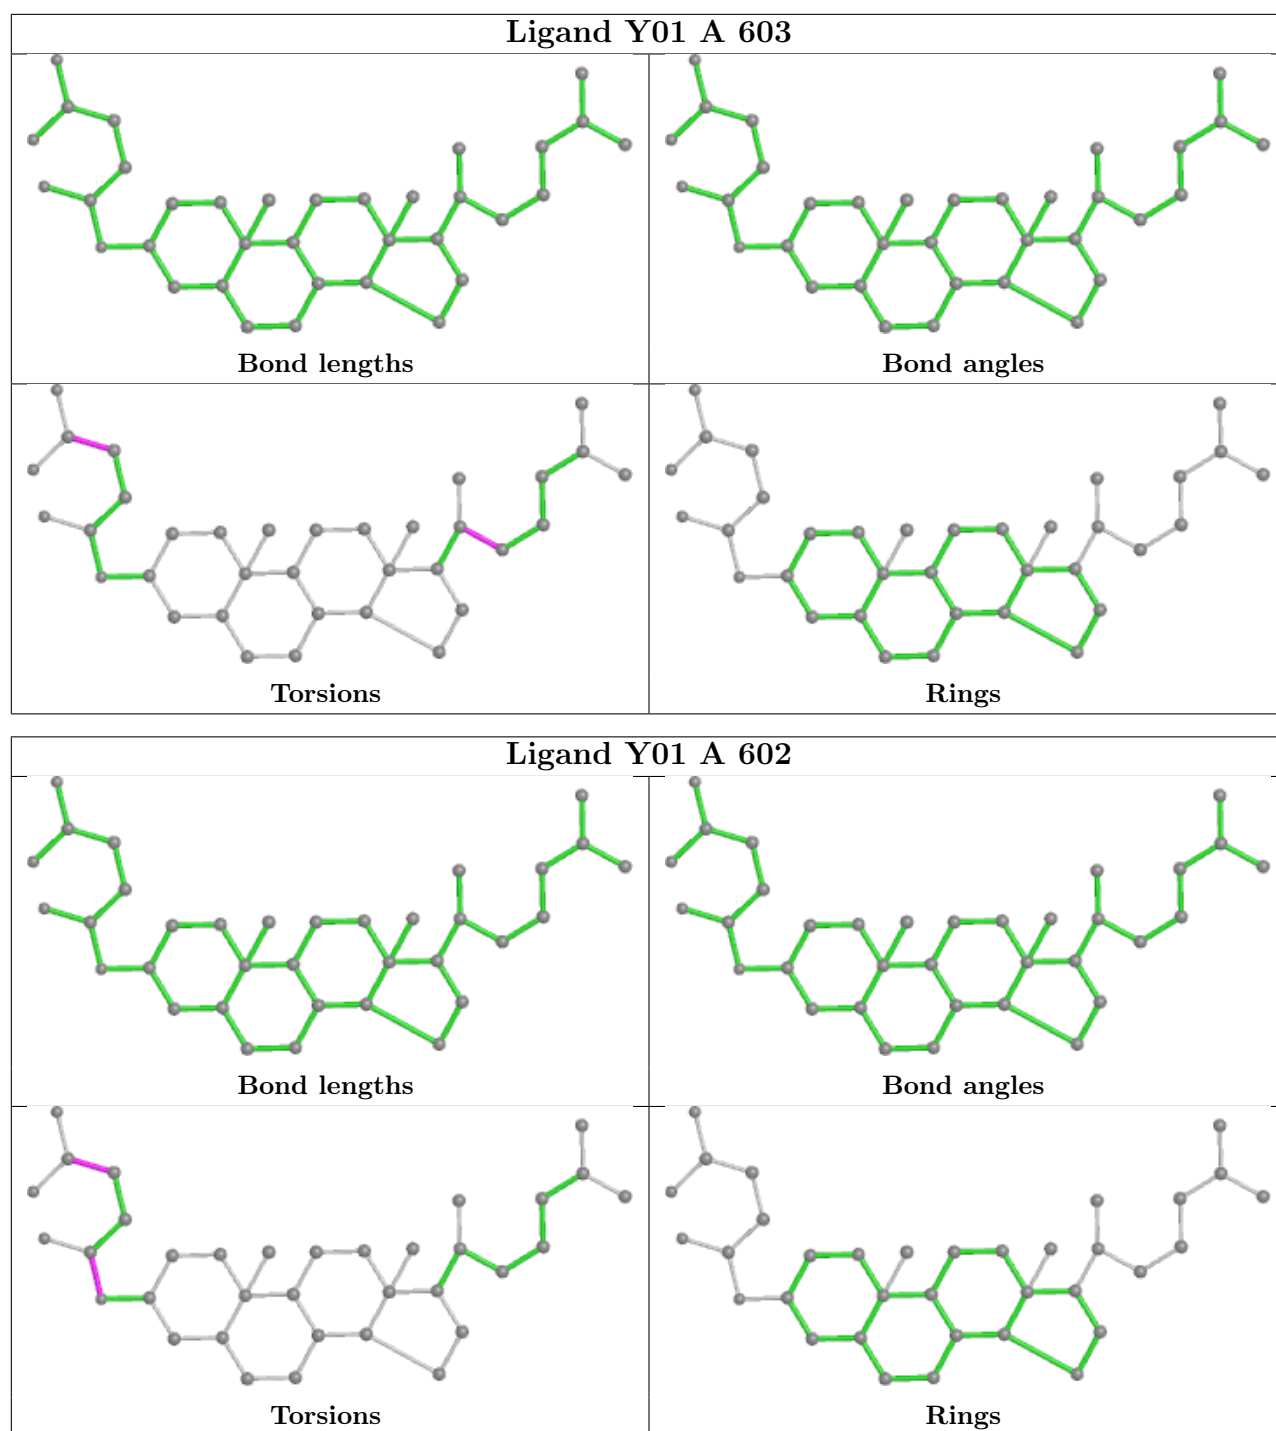 Ligand Y01 A 603
Bond lengths
Bond angles
Torsions
Rings
Ligand Y01 A 602
Bond lengths
Bond angles
Torsions
Rings